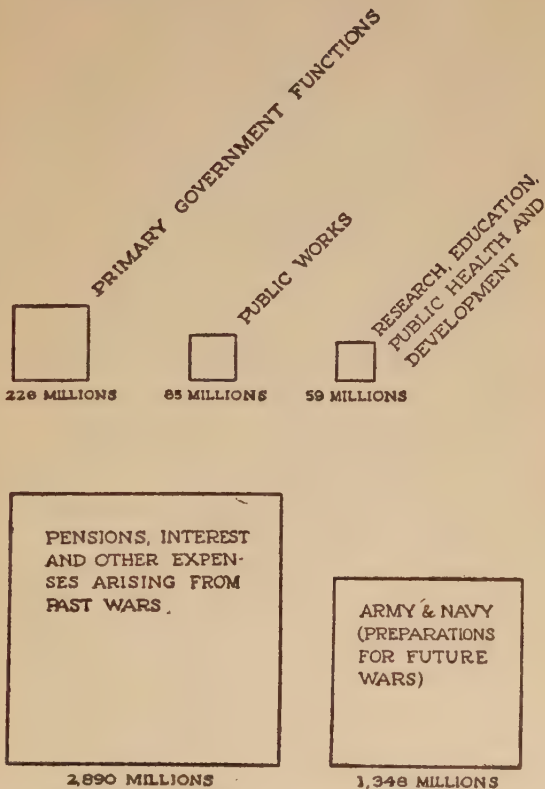 PRIMARY GOVERNMENT FUNCTIONS
226 MILLIONS
PUBLIC WORKS
85 MILLIONS
RESEARCH, EDUCATION,
PUBLIC HEALTH AND
DEVELOPMENT
59 MILLIONS
PENSIONS, INTEREST
AND OTHER EXPEN-
SES ARISING FROM
PAST WARS.
2,890 MILLIONS
ARMY & NAVY
(PREPARATIONS
FOR FUTURE
WARS)
1,348 MILLIONS